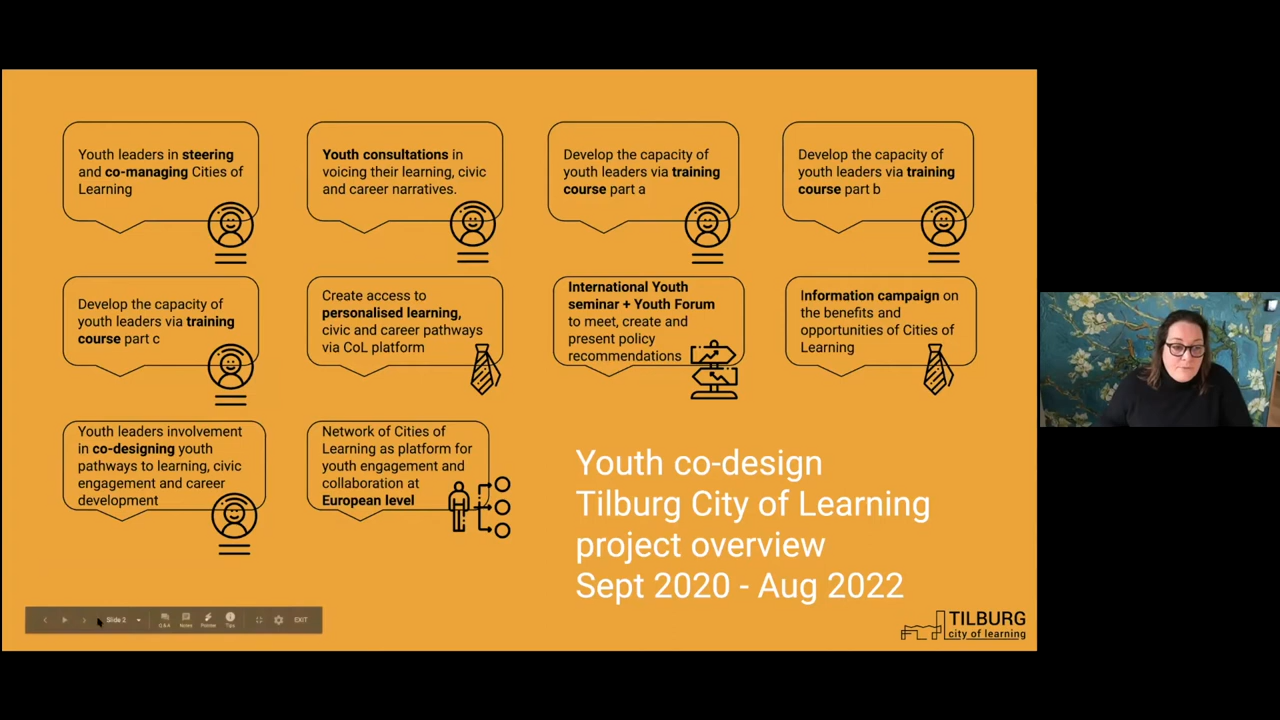 Youth leaders in steering
and co-managing Cities of
Learning
Youth consultations in
voicing their learning, civic
and career narratives.
Develop the capacity of
youth leaders via training
course part a
Develop the capacity of
youth leaders via training
course part b
Develop the capacity of
youth leaders via training
course part c
Create access to
personalised learning,
civic and career pathways
via CoL platform
International Youth
seminar + Youth Forum
to meet, create and
present policy
recommendations
Information campaign on
the benefits and
opportunities of Cities of
Learning
Youth leaders involvement
in co-designing youth
pathways to learning, civic
engagement and career
development
Network of Cities of
Learning as platform for
youth engagement and
collaboration at
European level
Youth co-design
Tilburg City of Learning
project overview
Sept 2020 - Aug 2022
Slide 2
Q&A
Notes
Pointer
Tips
EXIT
TILBURG
city of learning